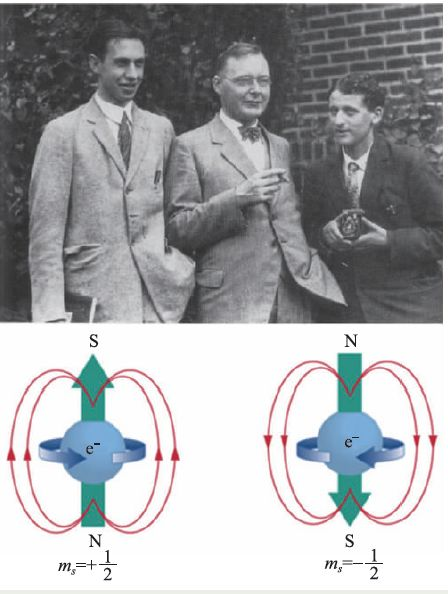 S
N
e⁻
e⁻
N
S
mₛ=+1/2
mₛ=-1/2